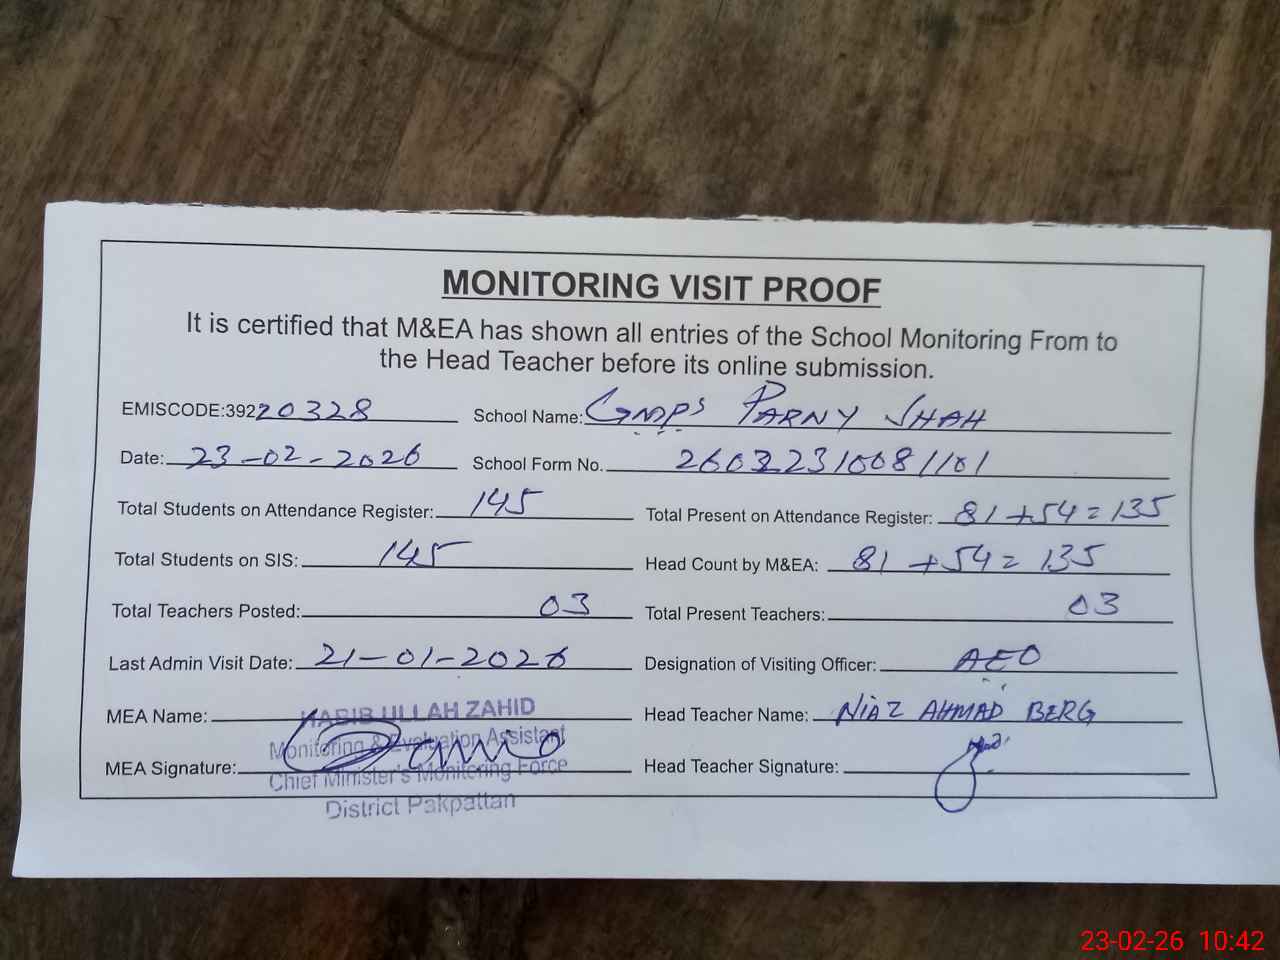 MONITORING VISIT PROOF
It is certified that M&EA has shown all entries of the School Monitoring From to
the Head Teacher before its online submission.
EMISCODE:39220328 School Name: GMPS PARNY SHAH
Date: 23-02-2026 School Form No. 260322310081101
Total Students on Attendance Register: 145 Total Present on Attendance Register: 81+54=135
Total Students on SIS: 145 Head Count by M&EA: 81+54=135
Total Teachers Posted: 03 Total Present Teachers: 03
Last Admin Visit Date: 21-01-2026 Designation of Visiting Officer: AEO
MEA Name: HABIB ULLAH ZAHID Head Teacher Name: NIAZ AHMAD BERG
Monitoring & Evaluation Assistant
MEA Signature: Chief Minister's Monitoring Force Head Teacher Signature:
District Pakpattan
23-02-26 10:42